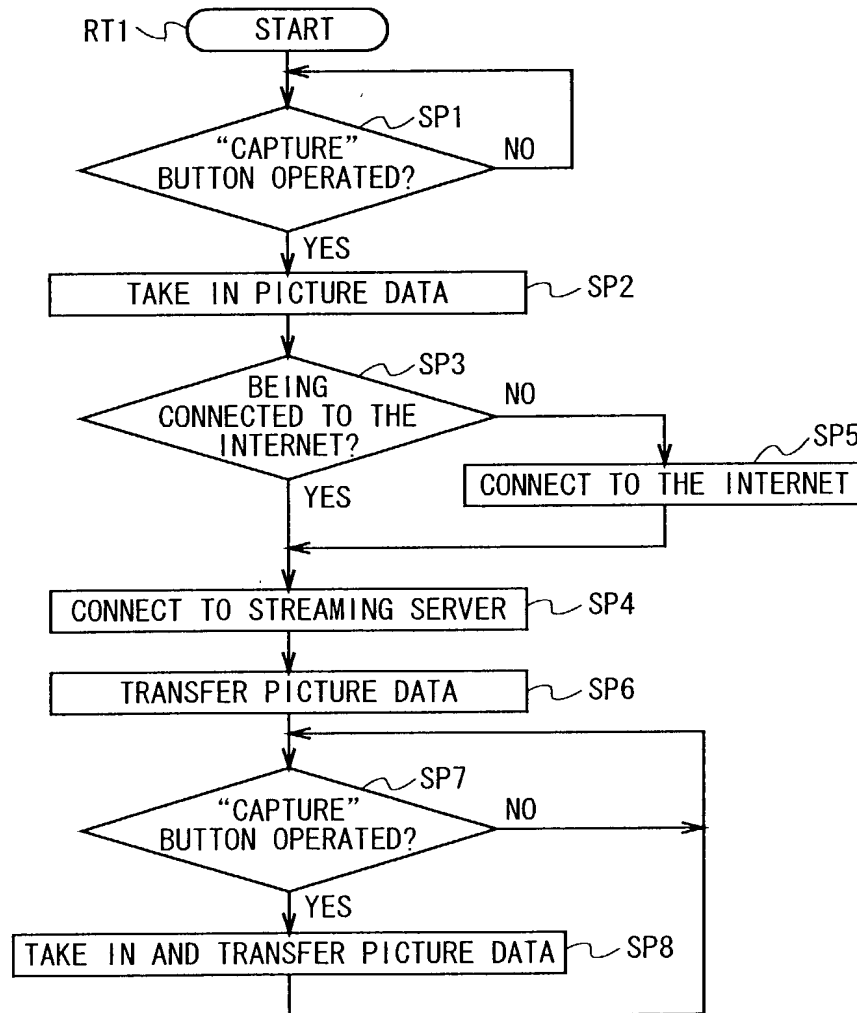 RT1
START
SP1
“CAPTURE”
BUTTON OPERATED?
NO
YES
TAKE IN PICTURE DATA
SP2
SP3
BEING
CONNECTED TO THE
INTERNET?
NO
SP5
CONNECT TO THE INTERNET
YES
CONNECT TO STREAMING SERVER
SP4
TRANSFER PICTURE DATA
SP6
SP7
“CAPTURE”
BUTTON OPERATED?
NO
YES
TAKE IN AND TRANSFER PICTURE DATA
SP8